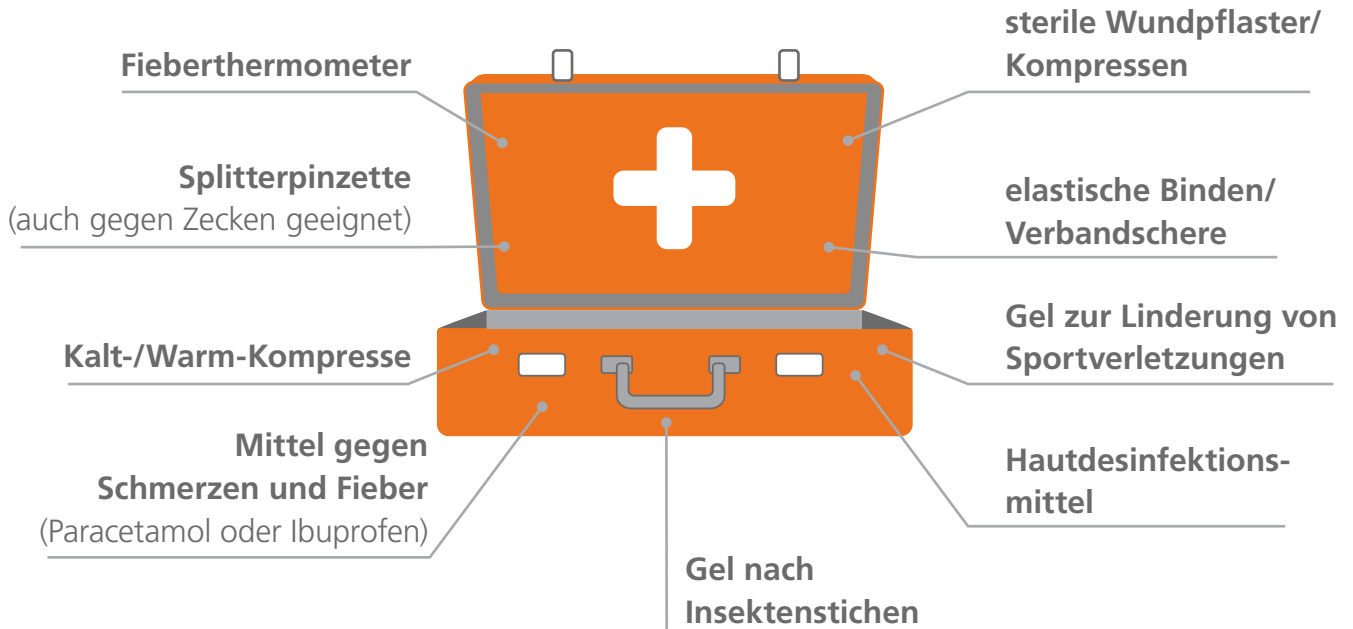 Fieberthermometer
Splitterpinzette
(auch gegen Zecken geeignet)
Kalt-/Warm-Kompresse
Mittel gegen
Schmerzen und Fieber
(Paracetamol oder Ibuprofen)
Gel nach
Insektenstichen
sterile Wundpflaster/
Kompressen
elastische Binden/
Verbandschere
Gel zur Linderung von
Sportverletzungen
Hautdesinfektions-
mittel